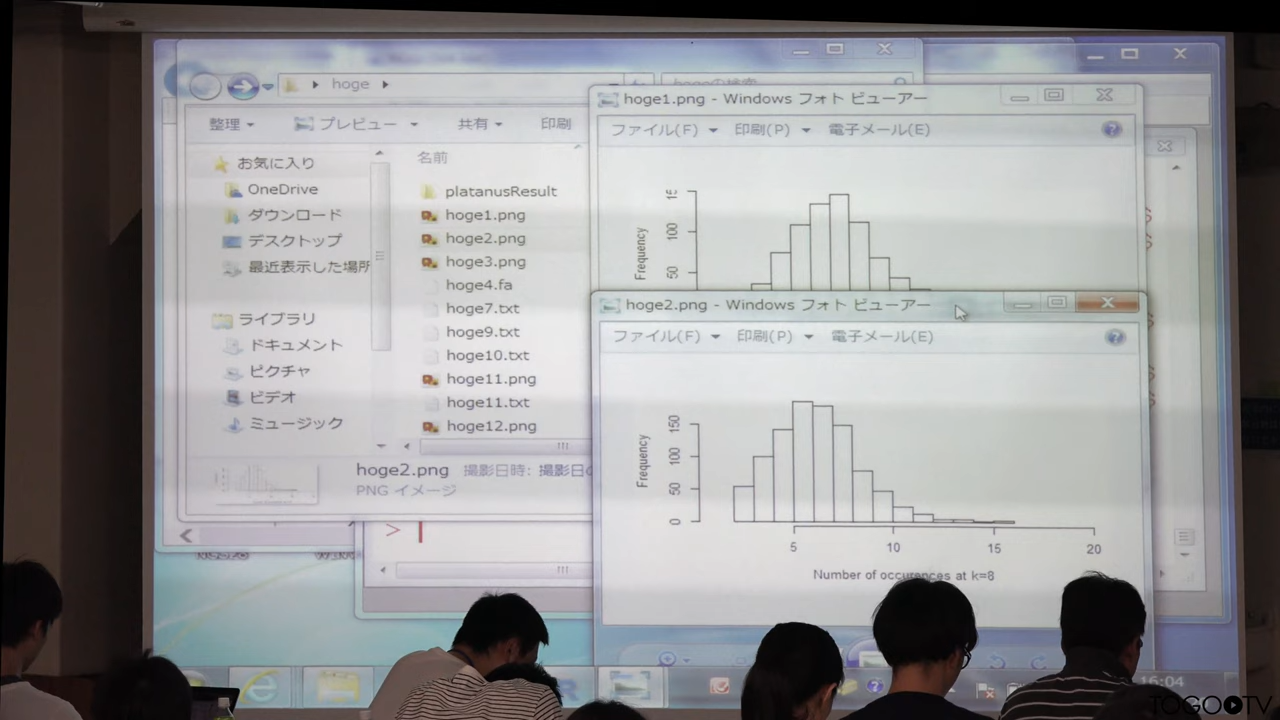 hoge
整理
プレビュー
共有
印刷
お気に入り
OneDrive
ダウンロード
デスクトップ
最近表示した場所
ライブラリ
ドキュメント
ピクチャ
ビデオ
ミュージック
名前
platanusResult
hoge1.png
hoge2.png
hoge3.png
hoge4.fa
hoge7.txt
hoge9.txt
hoge10.txt
hoge11.png
hoge11.txt
hoge12.png
hoge2.png 撮影日時:
PNG イメージ
>
hoge1.png - Windows フォト ビューアー
ファイル(F) 印刷(P) 電子メール(E)
Frequency
100
50
hoge2.png - Windows フォト ビューアー
ファイル(F) 印刷(P) 電子メール(E)
Frequency
150
100
50
0
5 10 15 20
Number of occurences at k=8
16:04
TOGOTV